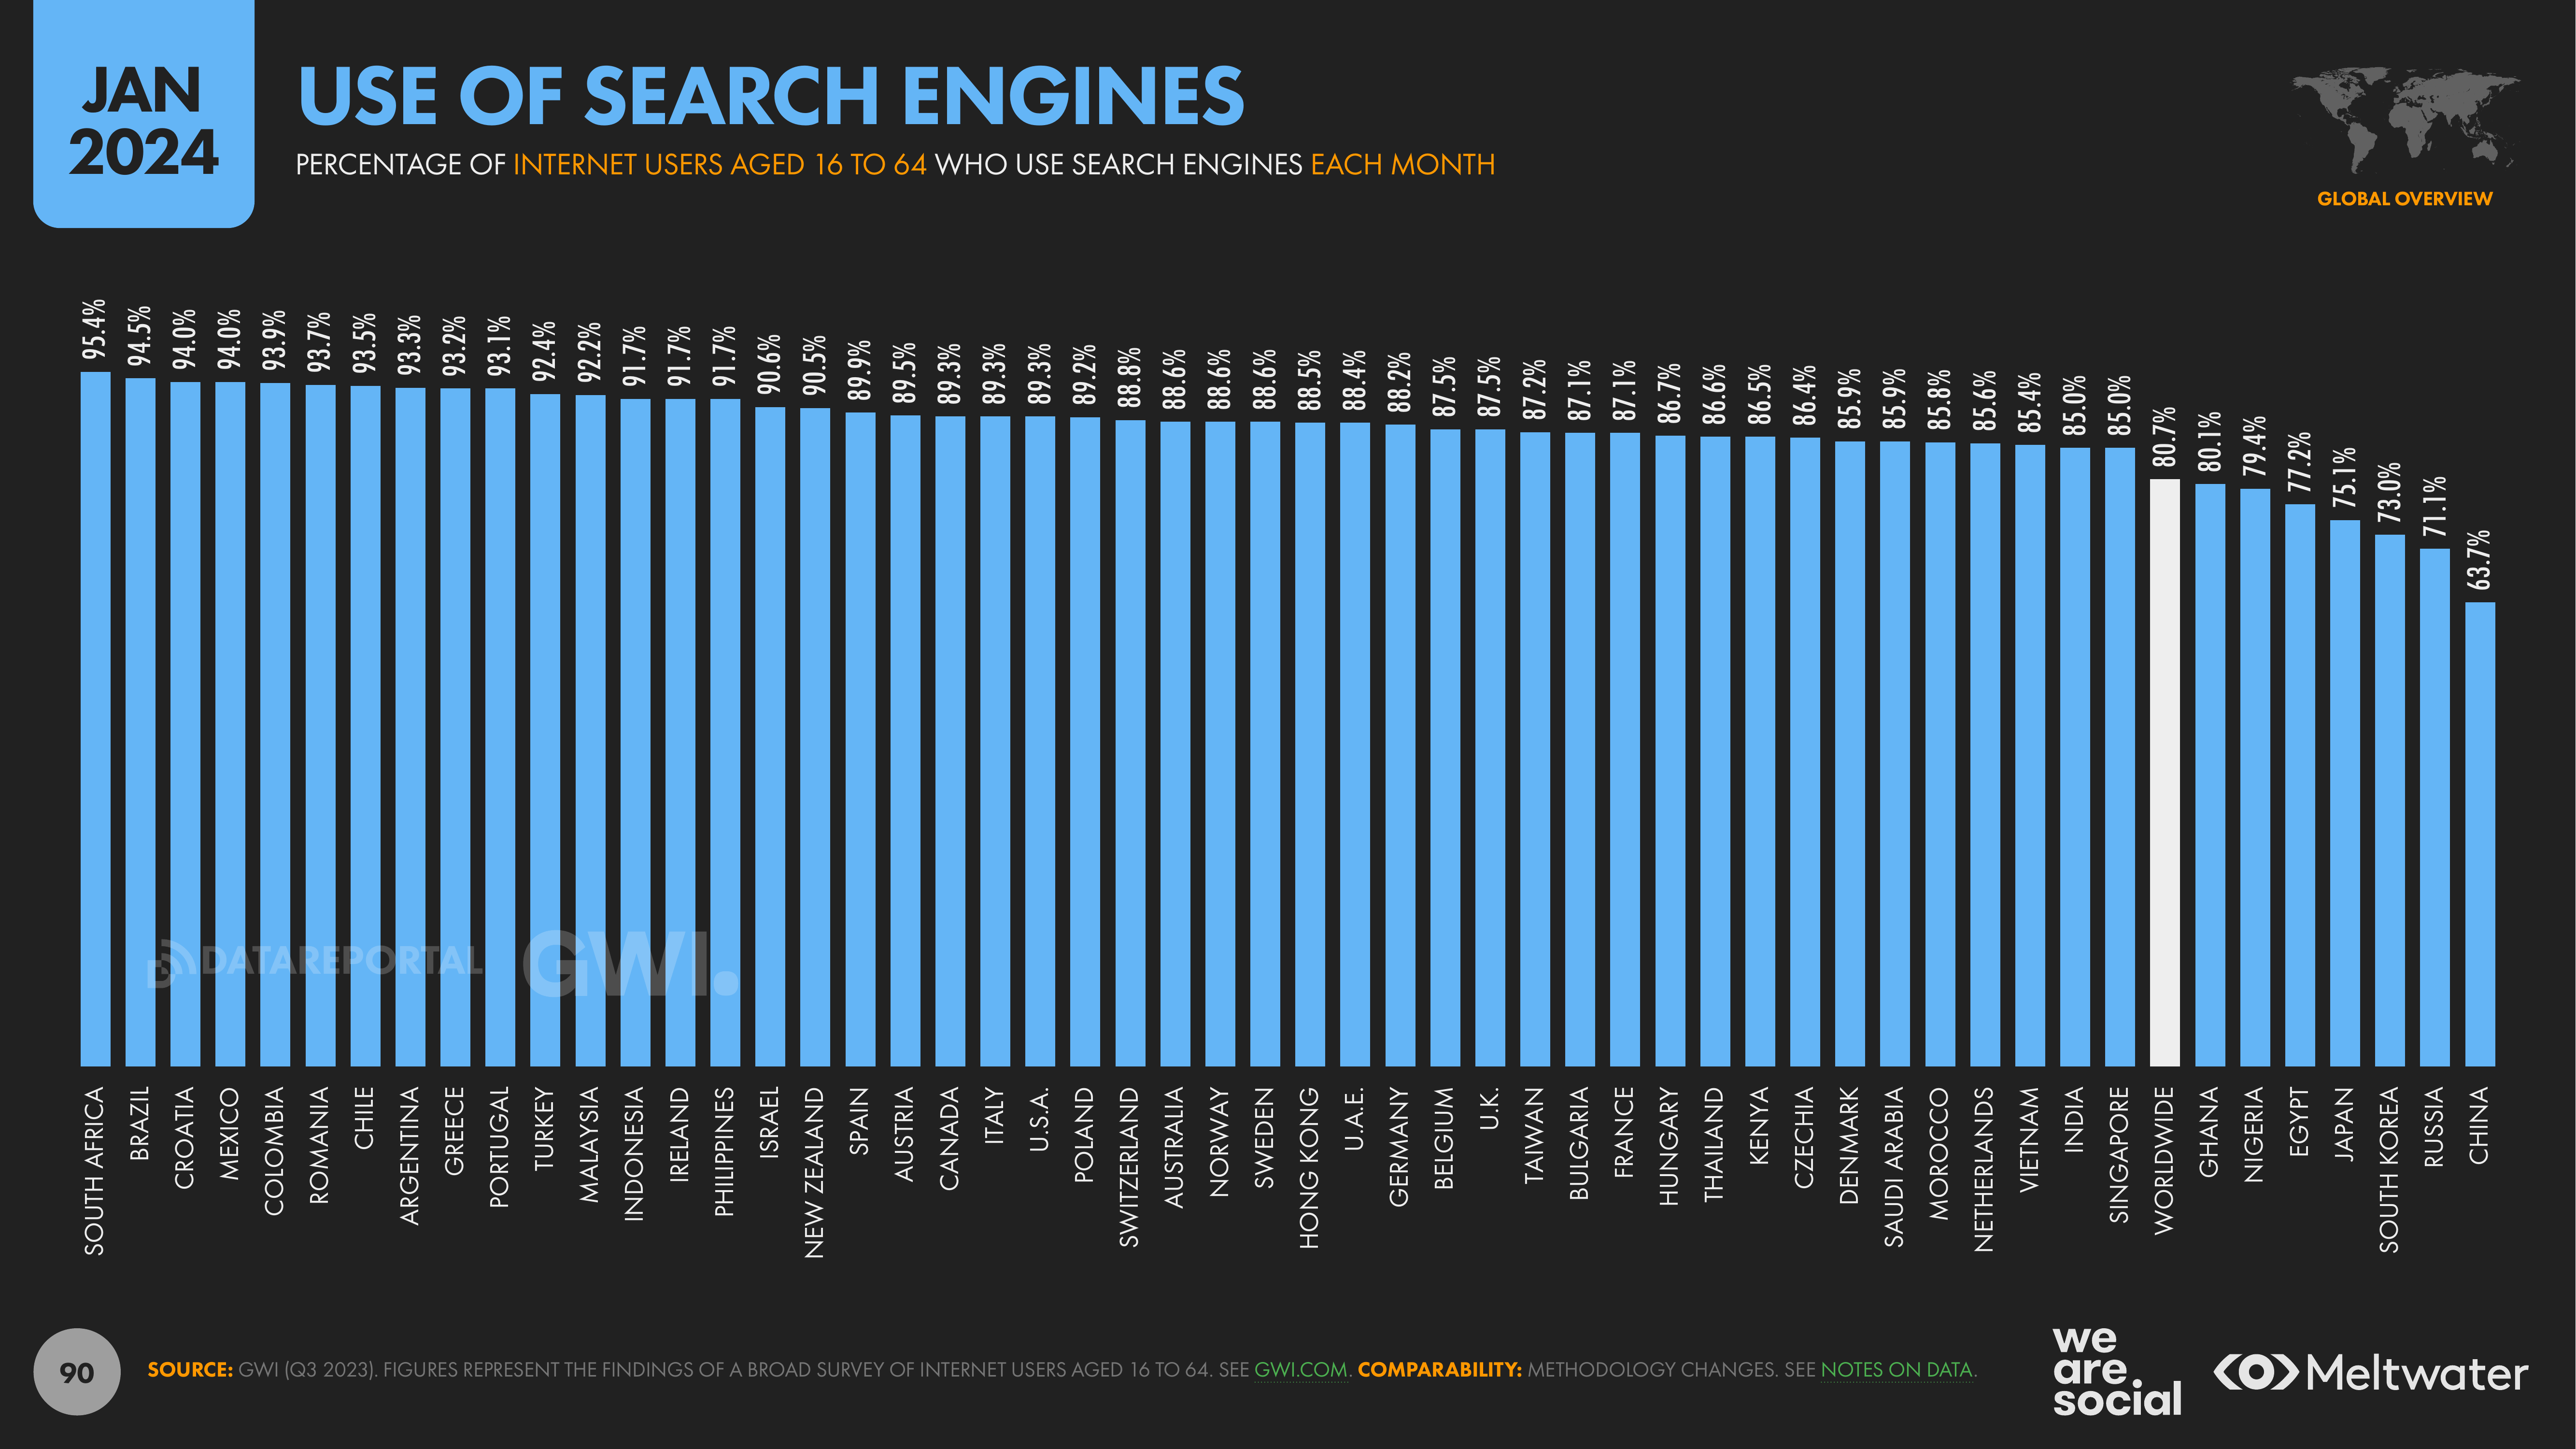 JAN
2024
USE OF SEARCH ENGINES
PERCENTAGE OF INTERNET USERS AGED 16 TO 64 WHO USE SEARCH ENGINES EACH MONTH
GLOBAL OVERVIEW
95.4%
94.5%
94.0%
94.0%
93.9%
93.7%
93.5%
93.3%
93.2%
93.1%
92.4%
92.2%
91.7%
91.7%
91.7%
90.6%
90.5%
89.9%
89.5%
89.3%
89.3%
89.3%
89.2%
88.8%
88.6%
88.6%
88.6%
88.5%
88.4%
88.2%
87.5%
87.5%
87.2%
87.1%
87.1%
86.7%
86.6%
86.5%
86.4%
85.9%
85.9%
85.8%
85.6%
85.4%
85.0%
85.0%
80.7%
80.1%
79.4%
77.2%
75.1%
73.0%
71.1%
63.7%
DATAREPORTAL
GWI.
SOUTH AFRICA
BRAZIL
CROATIA
MEXICO
COLOMBIA
ROMANIA
CHILE
ARGENTINA
GREECE
PORTUGAL
TURKEY
MALAYSIA
INDONESIA
IRELAND
PHILIPPINES
ISRAEL
NEW ZEALAND
SPAIN
AUSTRIA
CANADA
ITALY
U.S.A.
POLAND
SWITZERLAND
AUSTRALIA
NORWAY
SWEDEN
HONG KONG
U.A.E.
GERMANY
BELGIUM
U.K.
TAIWAN
BULGARIA
FRANCE
HUNGARY
THAILAND
KENYA
CZECHIA
DENMARK
SAUDI ARABIA
MOROCCO
NETHERLANDS
VIETNAM
INDIA
SINGAPORE
WORLDWIDE
GHANA
NIGERIA
EGYPT
JAPAN
SOUTH KOREA
RUSSIA
CHINA
90
SOURCE: GWI (Q3 2023). FIGURES REPRESENT THE FINDINGS OF A BROAD SURVEY OF INTERNET USERS AGED 16 TO 64. SEE GWI.COM. COMPARABILITY: METHODOLOGY CHANGES. SEE NOTES ON DATA.
we
are
social
Meltwater